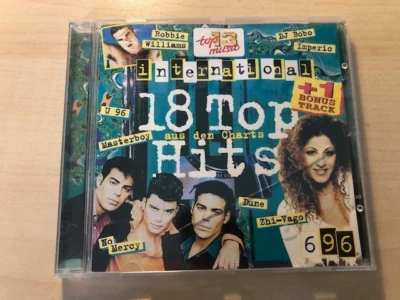 Robbie
Williams
top 13
music
DJ Bobo
Imperio
international
+1
BONUS
TRACK
U 96
18 Top
Masterboy
aus den Charts
Hits
Dune
Zhi-Vago
No
Mercy
6 96